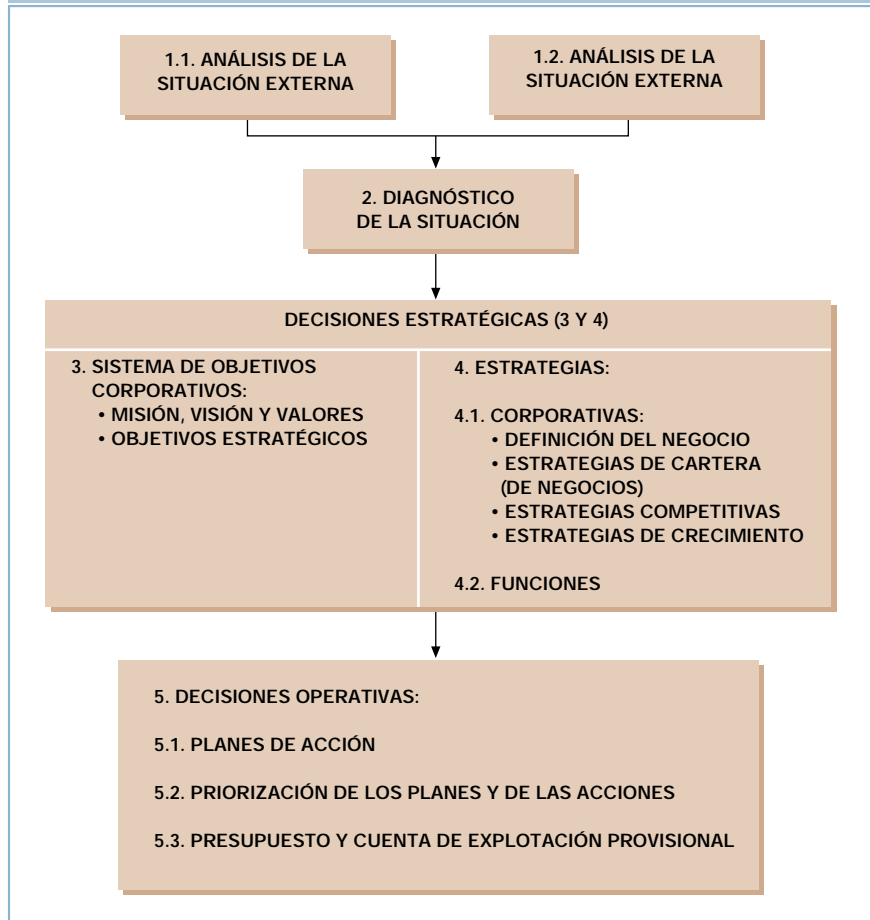 1.1. ANÁLISIS DE LA
SITUACIÓN EXTERNA
1.2. ANÁLISIS DE LA
SITUACIÓN EXTERNA
2. DIAGNÓSTICO
DE LA SITUACIÓN
DECISIONES ESTRATÉGICAS (3 Y 4)
3. SISTEMA DE OBJETIVOS
CORPORATIVOS:
• MISIÓN, VISIÓN Y VALORES
• OBJETIVOS ESTRATÉGICOS
4. ESTRATEGIAS:
4.1. CORPORATIVAS:
• DEFINICIÓN DEL NEGOCIO
• ESTRATEGIAS DE CARTERA
(DE NEGOCIOS)
• ESTRATEGIAS COMPETITIVAS
• ESTRATEGIAS DE CRECIMIENTO
4.2. FUNCIONES
5. DECISIONES OPERATIVAS:
5.1. PLANES DE ACCIÓN
5.2. PRIORIZACIÓN DE LOS PLANES Y DE LAS ACCIONES
5.3. PRESUPUESTO Y CUENTA DE EXPLOTACIÓN PROVISIONAL